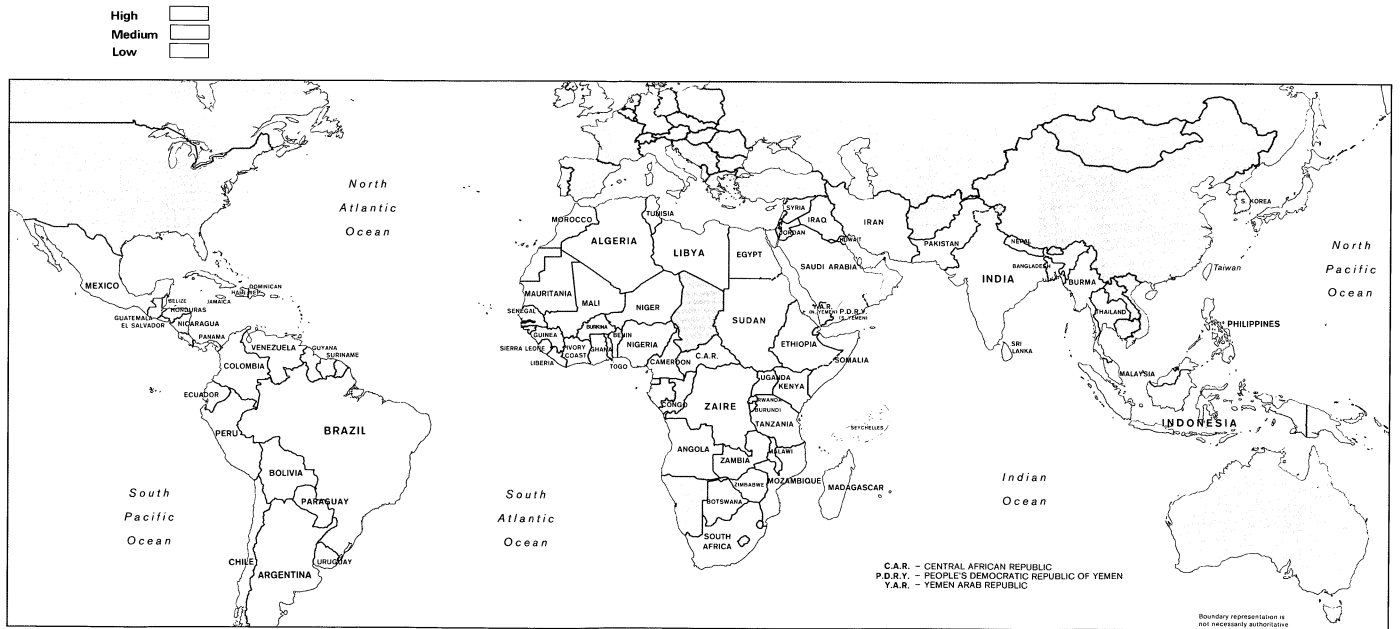 High
Medium
Low
North
Atlantic
Ocean
North
Pacific
Ocean
South
Pacific
Ocean
South
Atlantic
Ocean
Indian
Ocean
MEXICO
BELIZE
HONDURAS
GUATEMALA
EL SALVADOR
NICARAGUA
PANAMA
JAMAICA
HAITI
DOMINICAN
REP.
VENEZUELA
GUYANA
SURINAME
COLOMBIA
ECUADOR
PERU
BRAZIL
BOLIVIA
PARAGUAY
CHILE
ARGENTINA
URUGUAY
MOROCCO
TUNISIA
ALGERIA
LIBYA
EGYPT
MAURITANIA
MALI
NIGER
SUDAN
SENEGAL
GUINEA
SIERRA LEONE
LIBERIA
IVORY
COAST
BURKINA
GHANA
TOGO
BENIN
NIGERIA
CAMEROON
C.A.R.
ETHIOPIA
SOMALIA
UGANDA
KENYA
RWANDA
BURUNDI
CONGO
ZAIRE
TANZANIA
SEYCHELLES
ANGOLA
ZAMBIA
MALAWI
MOZAMBIQUE
ZIMBABWE
BOTSWANA
MADAGASCAR
SOUTH
AFRICA
SYRIA
JORDAN
IRAQ
KUWAIT
IRAN
SAUDI ARABIA
Y.A.R.
(N. YEMEN)
P.D.R.Y.
(S. YEMEN)
PAKISTAN
NEPAL
INDIA
BANGLADESH
BURMA
SRI
LANKA
THAILAND
MALAYSIA
INDONESIA
PHILIPPINES
Taiwan
S. KOREA
C.A.R. – CENTRAL AFRICAN REPUBLIC
P.D.R.Y. – PEOPLE'S DEMOCRATIC REPUBLIC OF YEMEN
Y.A.R. – YEMEN ARAB REPUBLIC
Boundary representation is
not necessarily authoritative